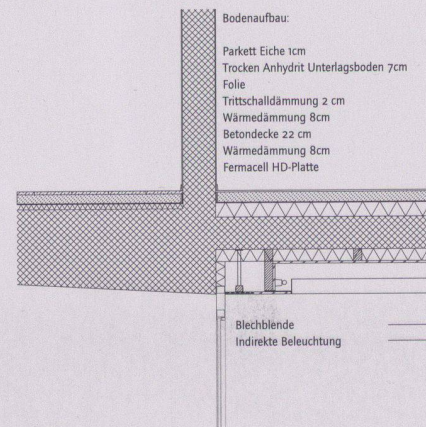 Bodenaufbau:
Parkett Eiche 1cm
Trocken Anhydrit Unterlagsboden 7cm
Folie
Trittschalldämmung 2 cm
Wärmedämmung 8cm
Betondecke 22 cm
Wärmedämmung 8cm
Fermacell HD-Platte
Blechblende
Indirekte Beleuchtung